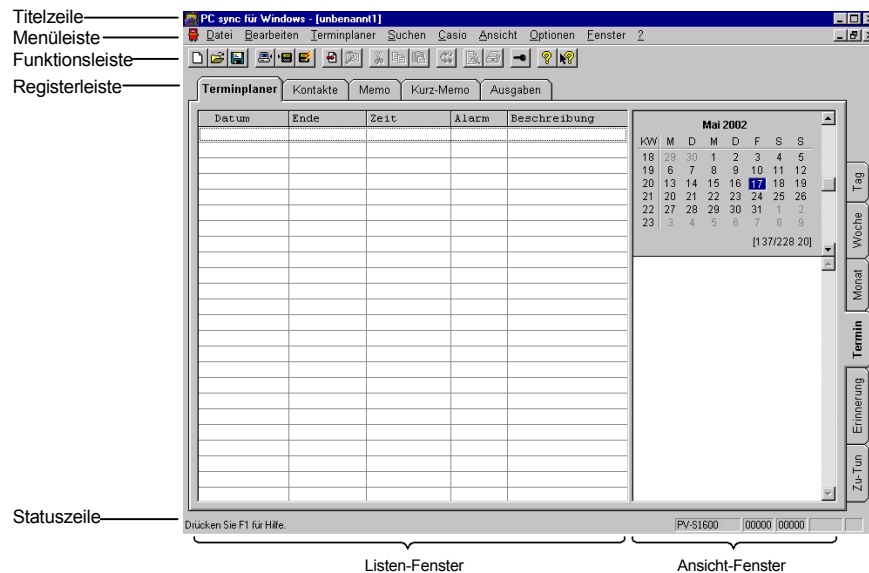 Titelzeile
PC sync für Windows - [unbenannt1]
Menüleiste
Datei Bearbeiten Terminplaner Suchen Casio Ansicht Optionen Fenster ?
Funktionsleiste
Registerleiste
Terminplaner Kontakte Memo Kurz-Memo Ausgaben
Datum Ende Zeit Alarm Beschreibung
Mai 2002
KW M D M D F S S
18 29 30 1 2 3 4 5
19 6 7 8 9 10 11 12
20 13 14 15 16 17 18 19
21 20 21 22 23 24 25 26
22 27 28 29 30 31 1 2
23 3 4 5 6 7 8 9
[137/228 20]
Tag
Woche
Monat
Termin
Erinnerung
Zu-Tun
Statuszeile
Drücken Sie F1 für Hilfe.
PV-S1600 00000 00000
Listen-Fenster
Ansicht-Fenster